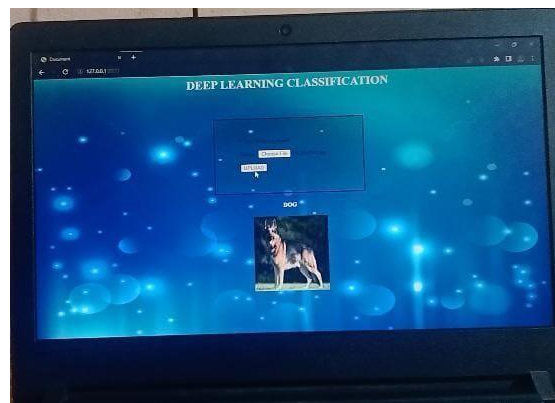 Document
127.0.0.1
DEEP LEARNING CLASSIFICATION
Choose File
UPLOAD
DOG